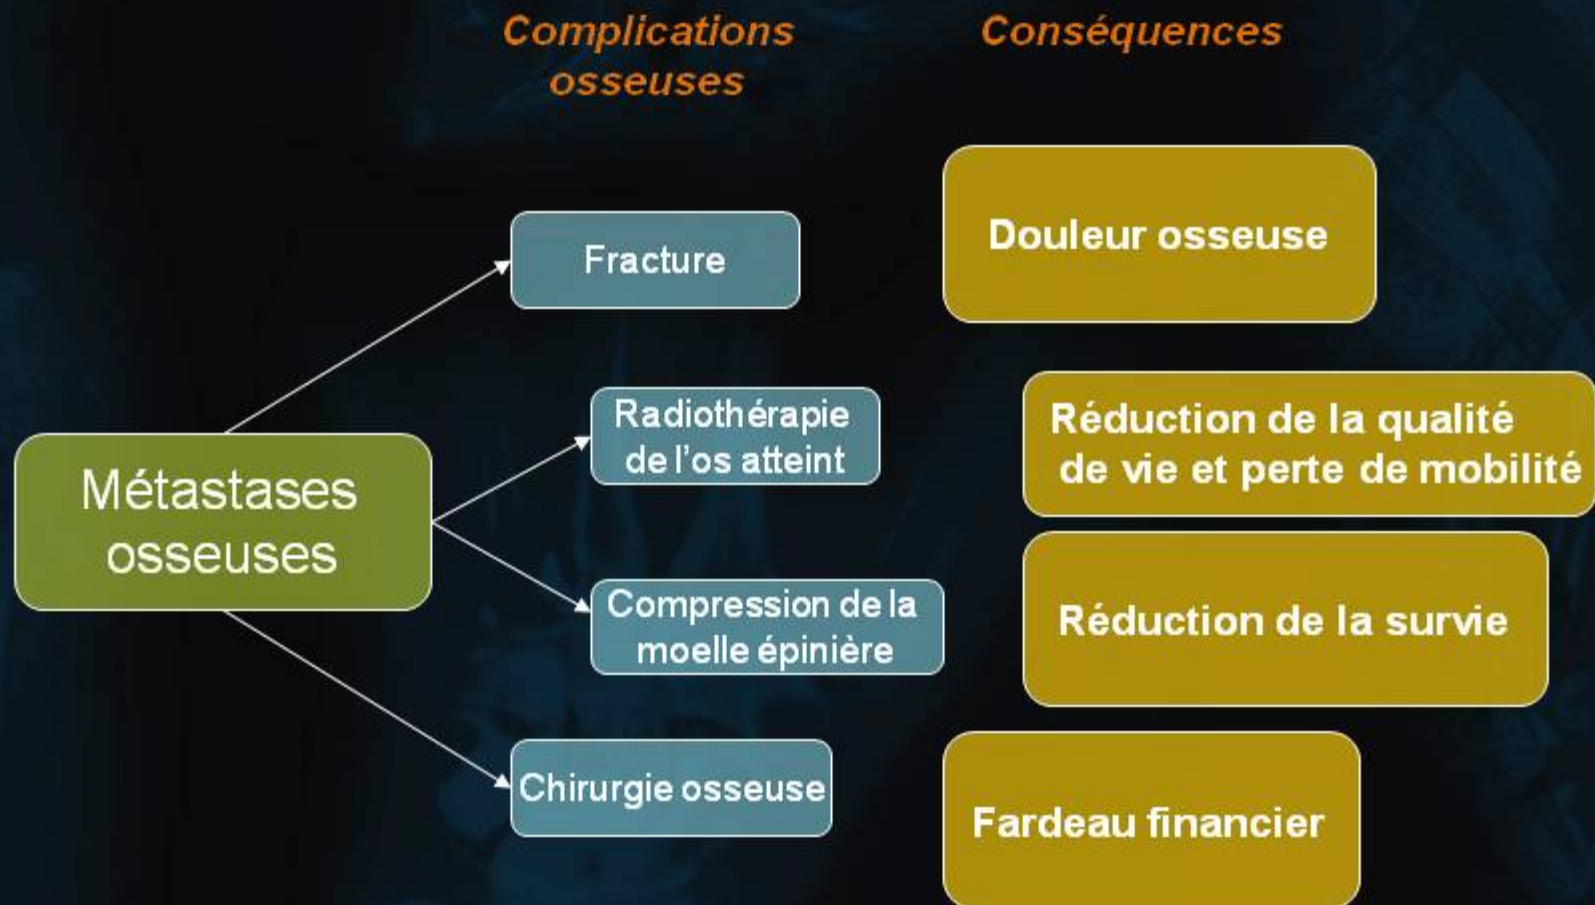 Complications
osseuses
Conséquences
Fracture
Douleur osseuse
Métastases
osseuses
Radiothérapie
de l'os atteint
Réduction de la qualité
de vie et perte de mobilité
Compression de la
moelle épinière
Réduction de la survie
Chirurgie osseuse
Fardeau financier